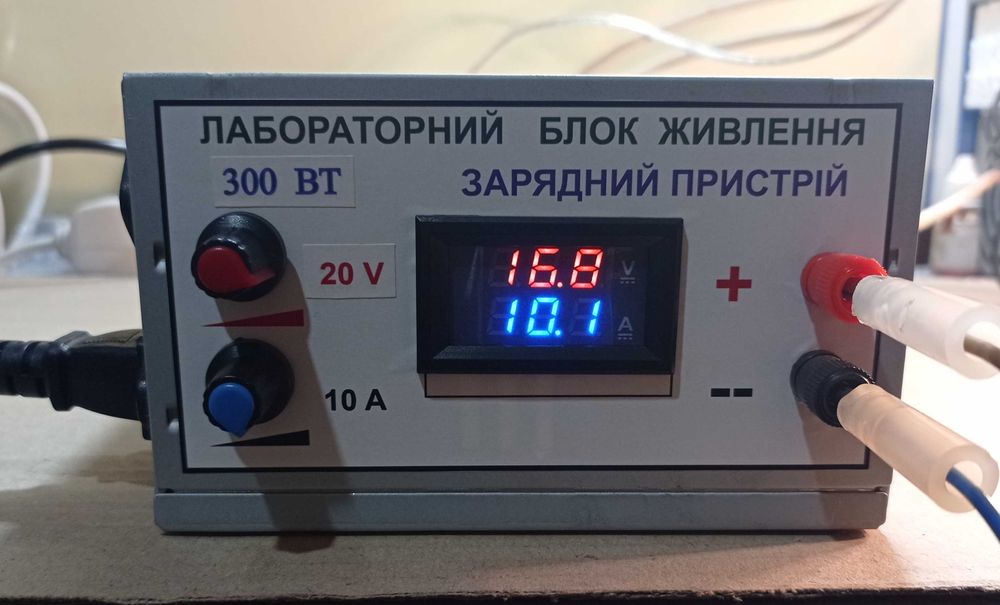 ЛАБОРАТОРНИЙ БЛОК ЖИВЛЕННЯ
300 ВТ
ЗАРЯДНИЙ ПРИСТРІЙ
20 V
16.8 V
10.1 A
10 A
+
--